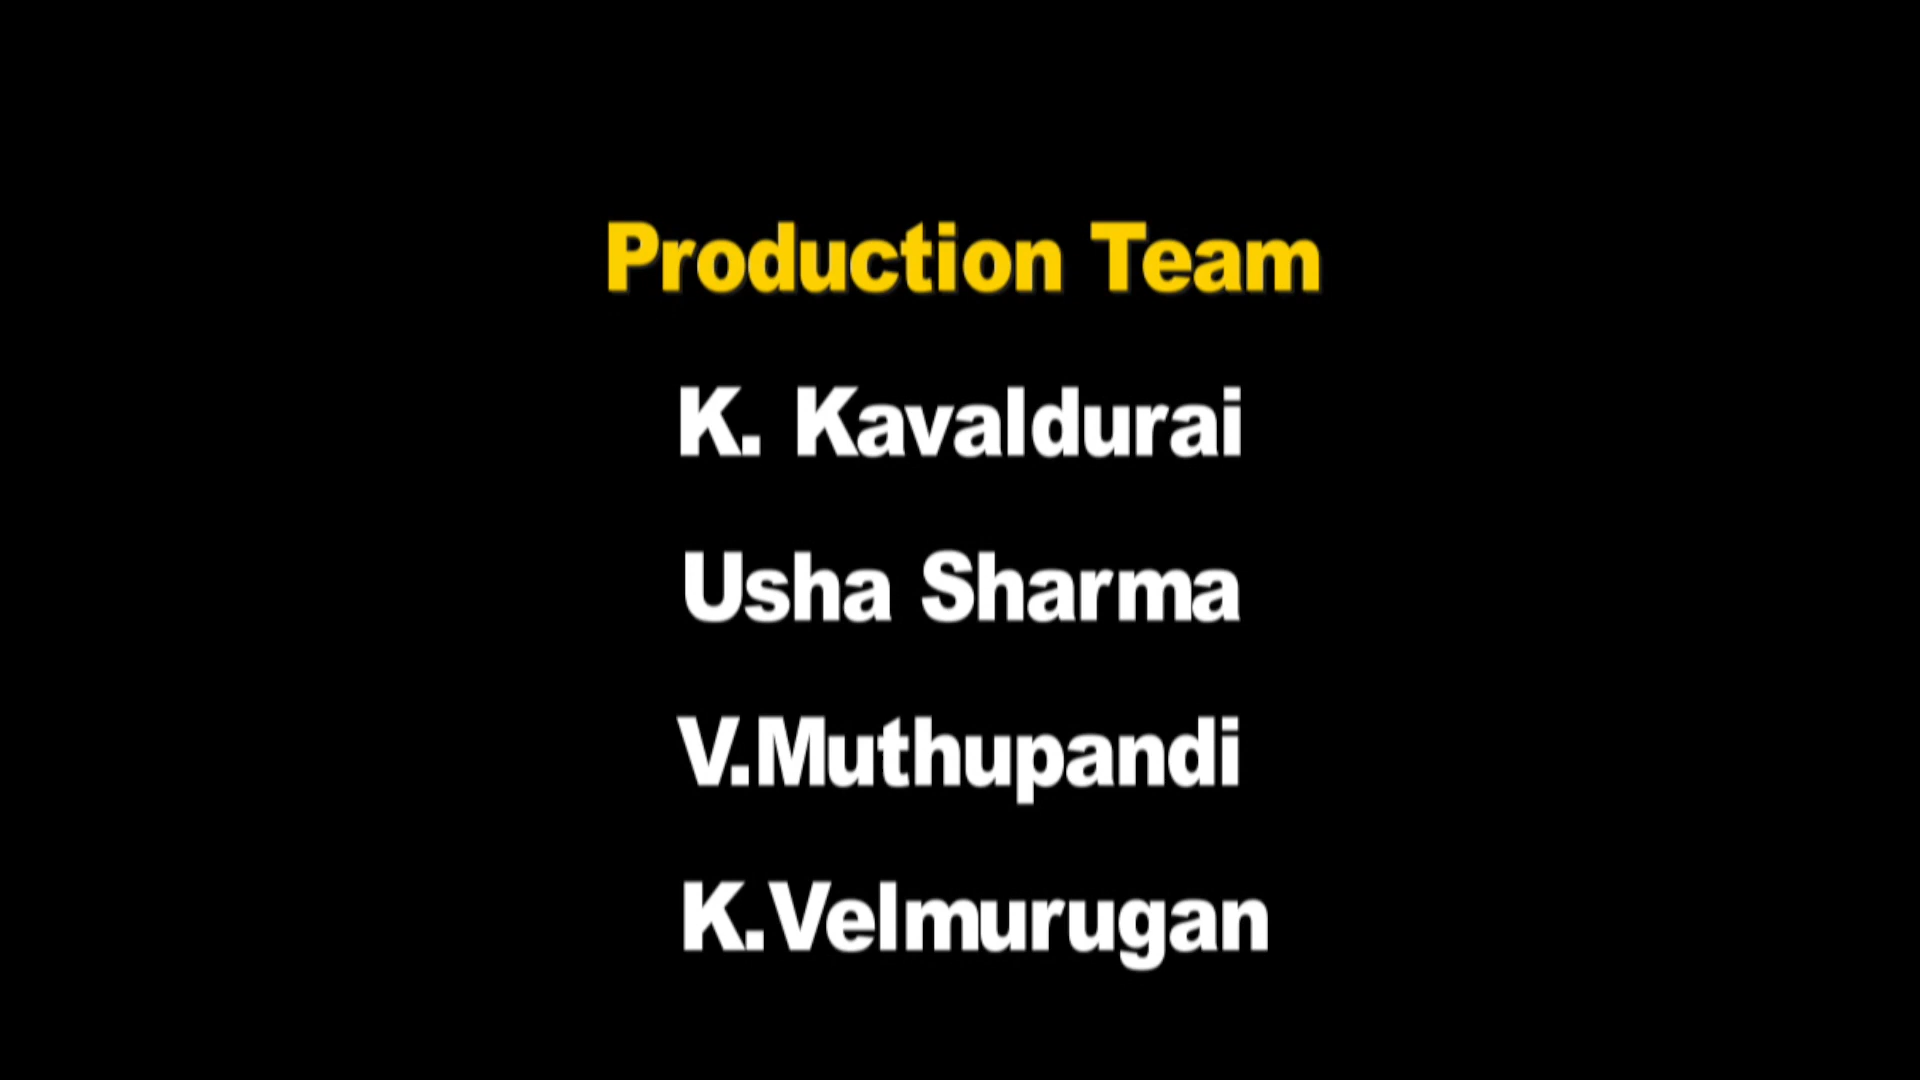 Production Team
K. Kavaldurai
Usha Sharma
V.Muthupandi
K.Velmurugan